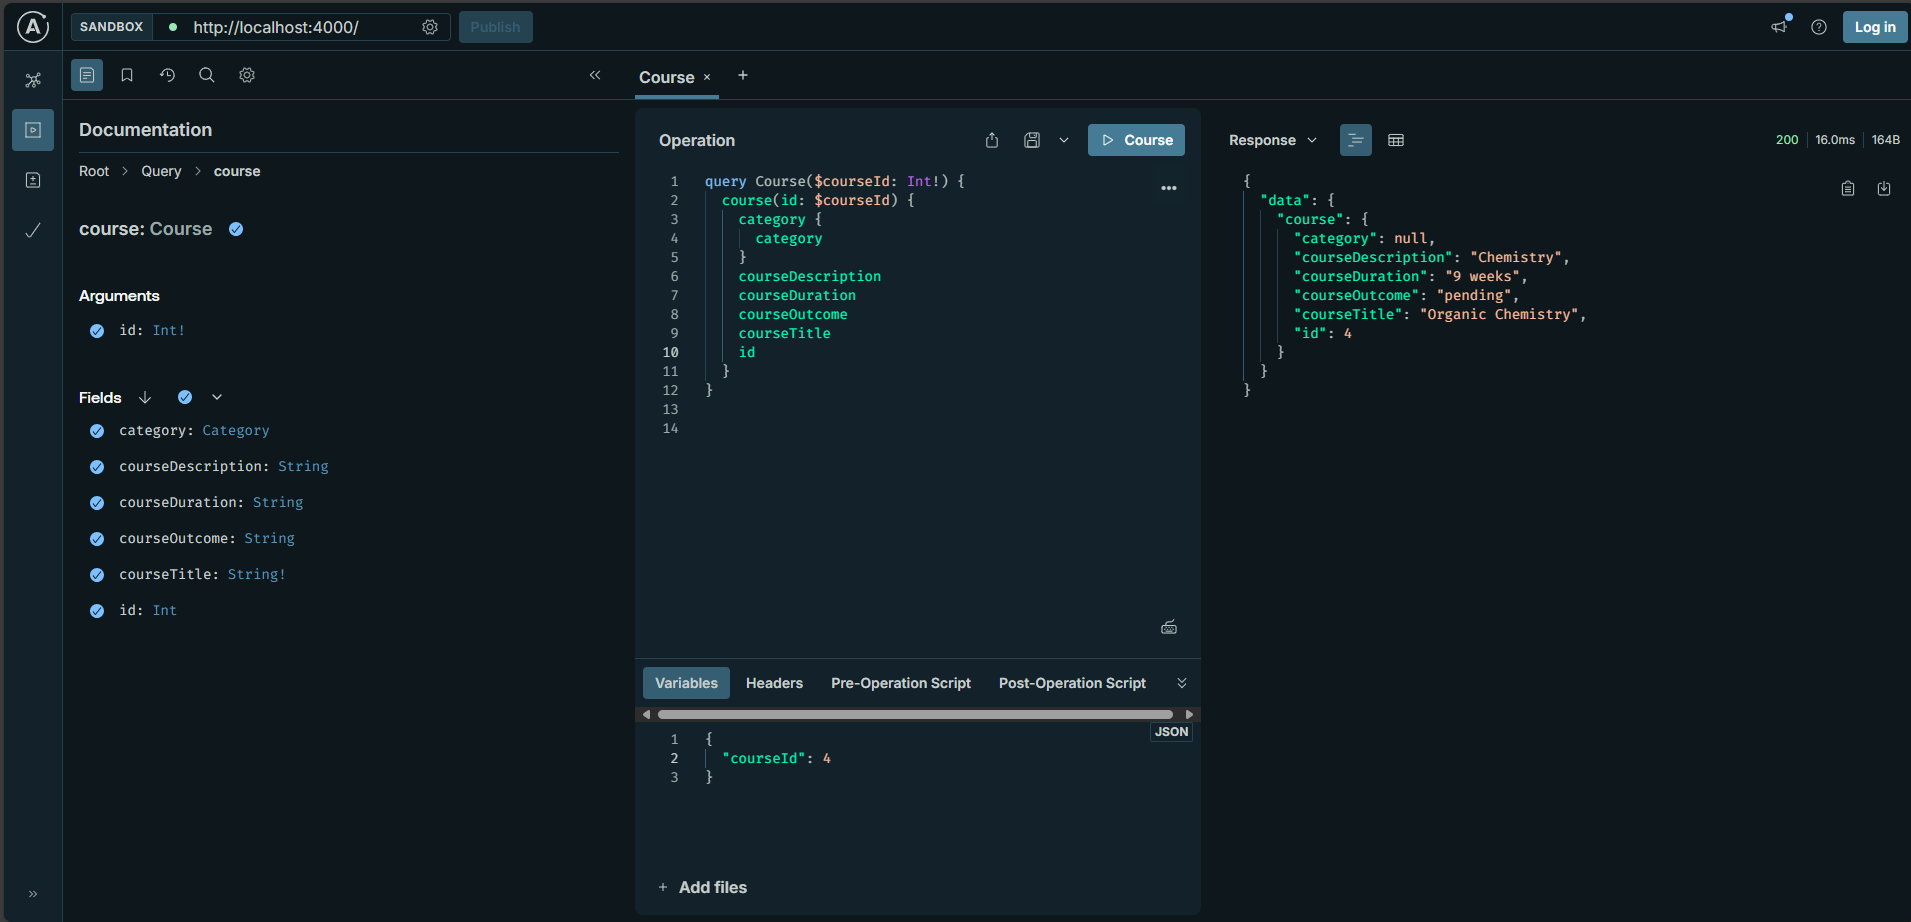 SANDBOX http://localhost:4000/ Publish Log in
Documentation
Root > Query > course
course: Course
Arguments
id: Int!
Fields
category: Category
courseDescription: String
courseDuration: String
courseOutcome: String
courseTitle: String!
id: Int
Course × +
Operation Course
1 query Course($courseId: Int!) {
2 course(id: $courseId) {
3 category {
4 category
5 }
6 courseDescription
7 courseDuration
8 courseOutcome
9 courseTitle
10 id
11 }
12 }
13
14
Variables Headers Pre-Operation Script Post-Operation Script
JSON
1 {
2 "courseId": 4
3 }
+ Add files
Response 200 16.0ms 164B
{
"data": {
"course": {
"category": null,
"courseDescription": "Chemistry",
"courseDuration": "9 weeks",
"courseOutcome": "pending",
"courseTitle": "Organic Chemistry",
"id": 4
}
}
}